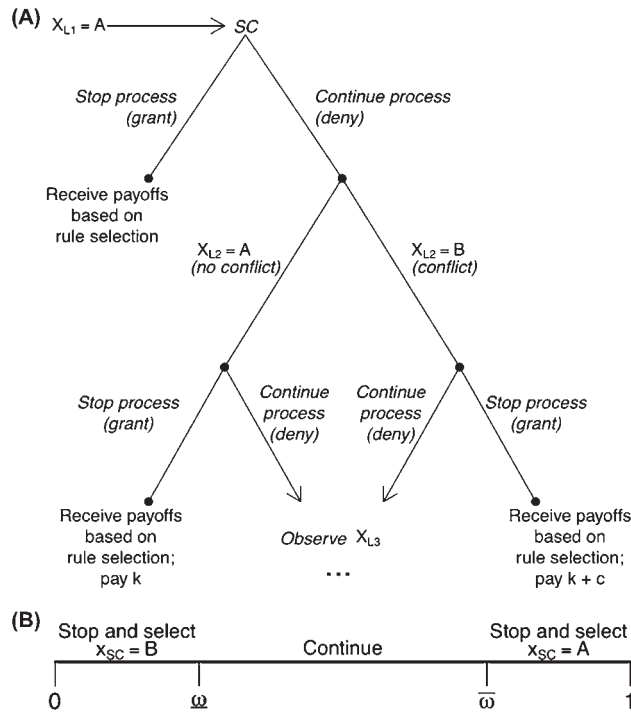 (A)
X_L1 = A
SC
Stop process
(grant)
Continue process
(deny)
Receive payoffs
based on
rule selection
X_L2 = A
(no conflict)
X_L2 = B
(conflict)
Stop process
(grant)
Continue
process
(deny)
Continue
process
(deny)
Stop process
(grant)
Receive payoffs
based on
rule selection;
pay k
Observe X_L3
...
Receive payoffs
based on
rule selection;
pay k + c
(B)
Stop and select
x_SC = B
Continue
Stop and select
x_SC = A
0
ω̲
ω̅
1